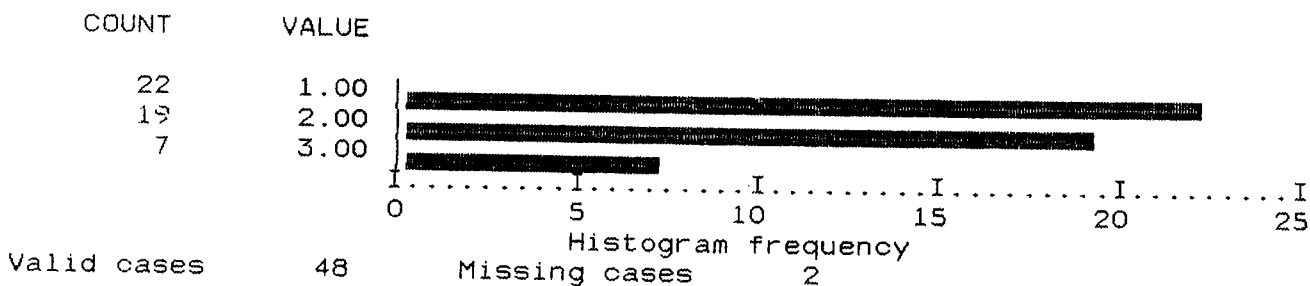 COUNT VALUE
22 1.00
19 2.00
7 3.00
I.........I.........I.........I.........I.........I
0 5 10 15 20 25
Histogram frequency
Valid cases 48 Missing cases 2